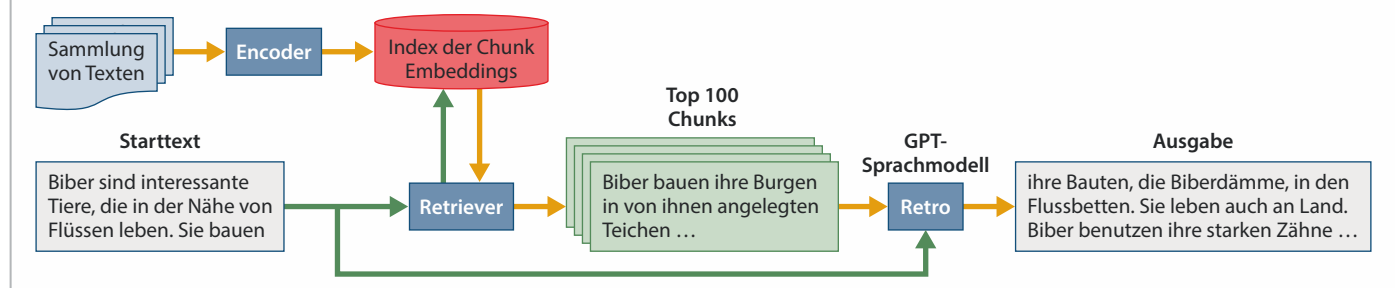 Sammlung
von Texten
Encoder
Index der Chunk
Embeddings
Starttext
Biber sind interessante
Tiere, die in der Nähe von
Flüssen leben. Sie bauen
Retriever
Top 100
Chunks
Biber bauen ihre Burgen
in von ihnen angelegten
Teichen …
GPT-
Sprachmodell
Retro
Ausgabe
ihre Bauten, die Biberdämme, in den
Flussbetten. Sie leben auch an Land.
Biber benutzen ihre starken Zähne …